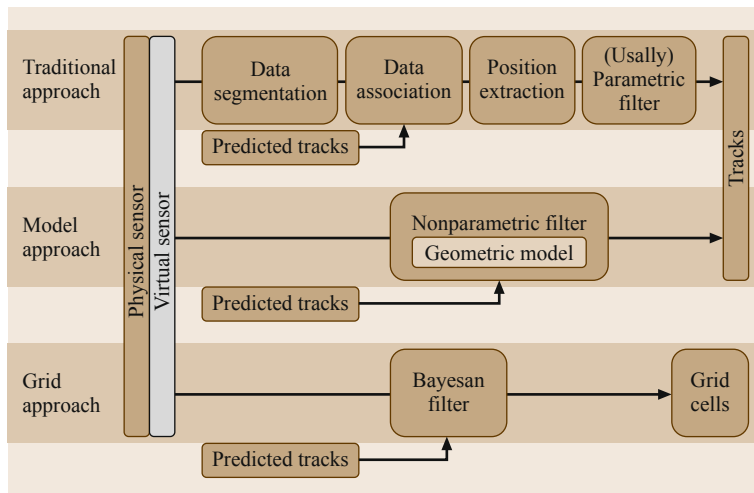 Traditional
approach
Data
segmentation
Data
association
Position
extraction
(Usally)
Parametric
filter
Predicted tracks
Tracks
Physical sensor
Virtual sensor
Model
approach
Nonparametric filter
Geometric model
Predicted tracks
Grid
approach
Bayesan
filter
Grid
cells
Predicted tracks